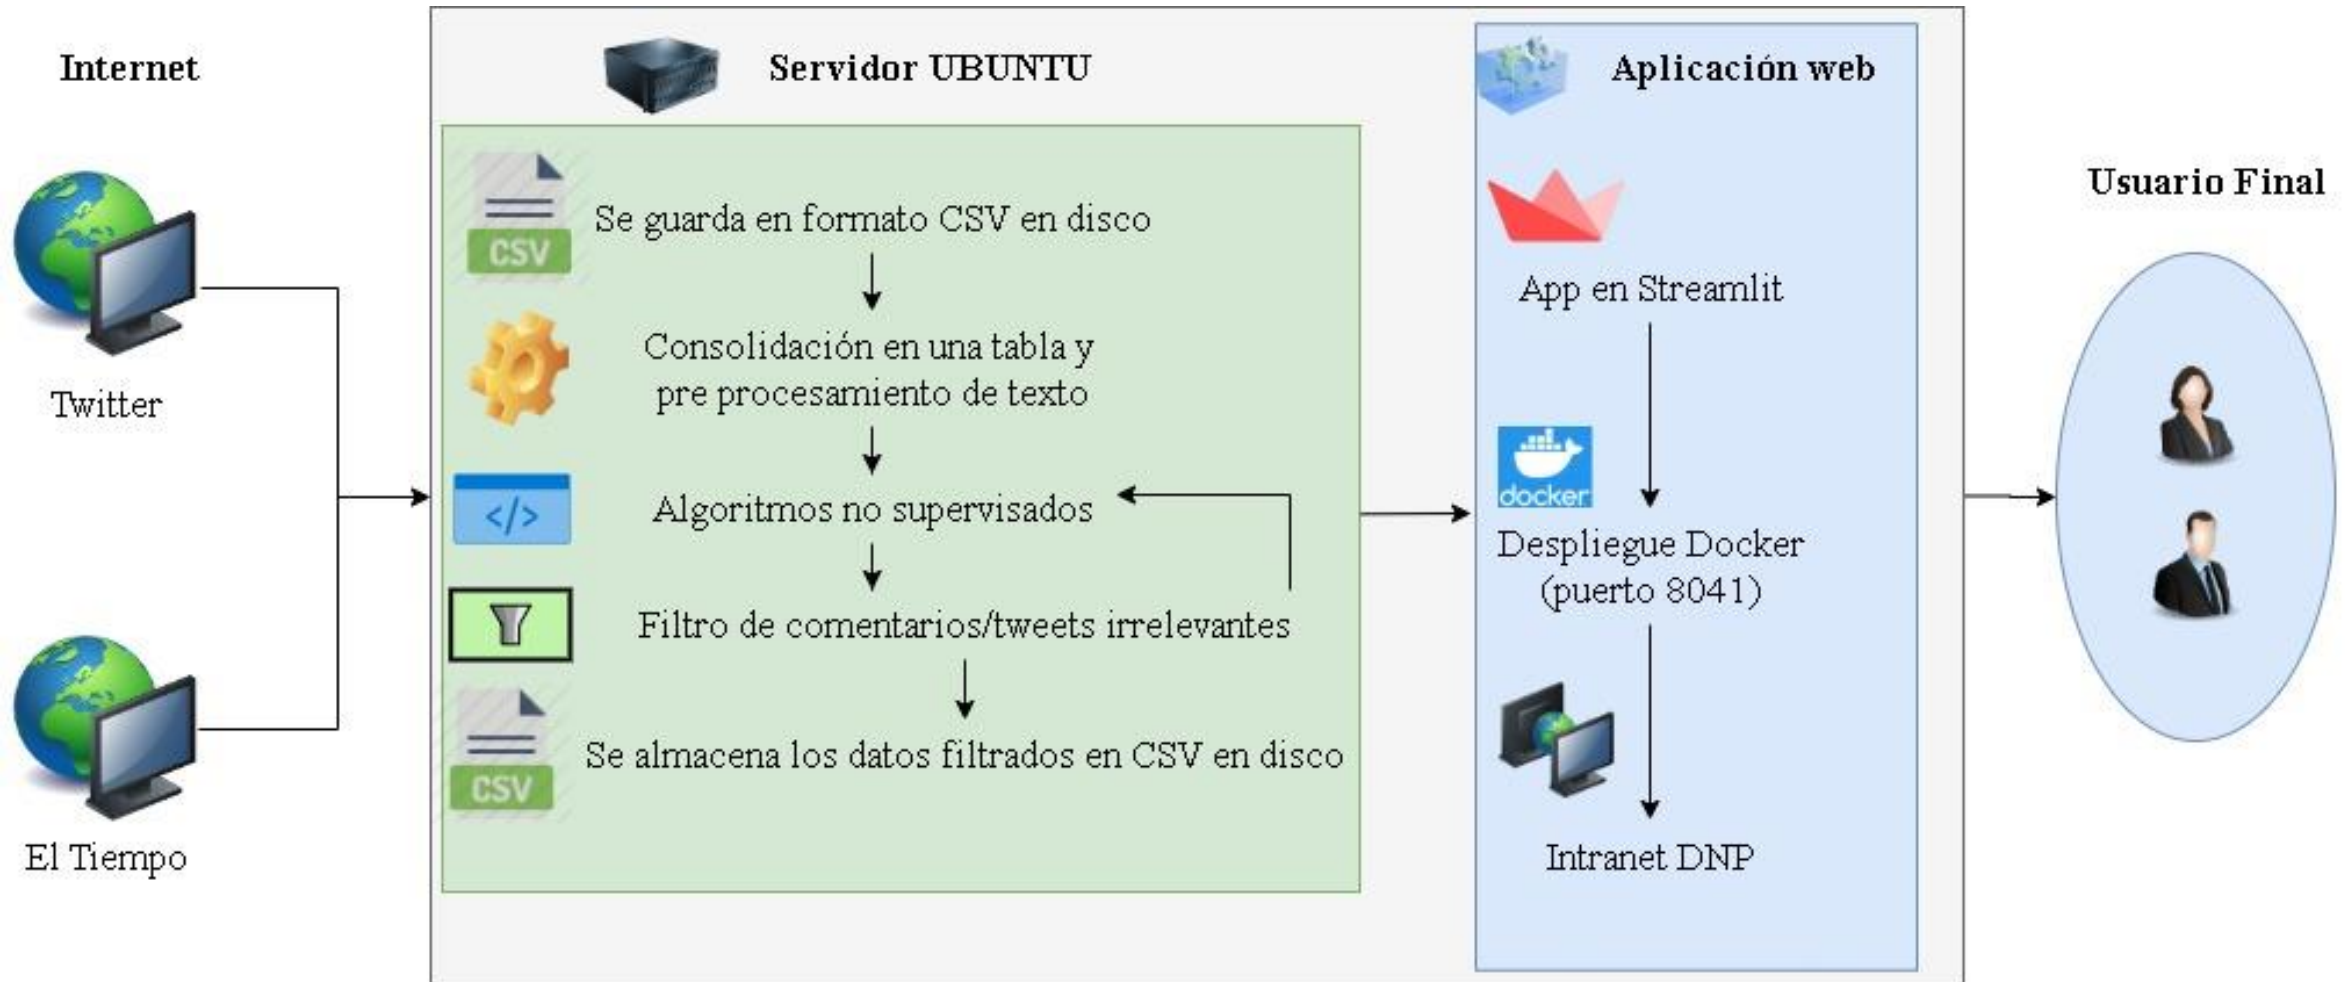 Internet
Twitter
El Tiempo
Servidor UBUNTU
CSV
Se guarda en formato CSV en disco
Consolidación en una tabla y
pre procesamiento de texto
</>
Algoritmos no supervisados
Filtro de comentarios/tweets irrelevantes
CSV
Se almacena los datos filtrados en CSV en disco
Aplicación web
App en Streamlit
docker
Despliegue Docker
(puerto 8041)
Intranet DNP
Usuario Final